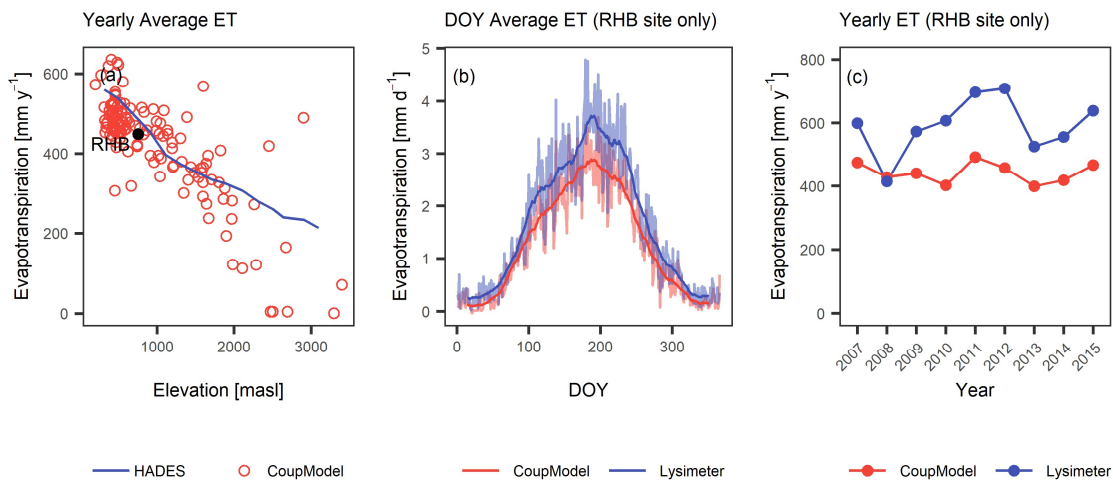 Yearly Average ET
Evapotranspiration [mm y⁻¹]
600
400
200
0
(a)
RHB
1000
2000
3000
Elevation [masl]
HADES
CoupModel
DOY Average ET (RHB site only)
Evapotranspiration [mm d⁻¹]
5
4
3
2
1
0
(b)
0
100
200
300
DOY
CoupModel
Lysimeter
Yearly ET (RHB site only)
Evapotranspiration [mm y⁻¹]
800
600
400
200
0
(c)
2007
2008
2009
2010
2011
2012
2013
2014
2015
Year
CoupModel
Lysimeter